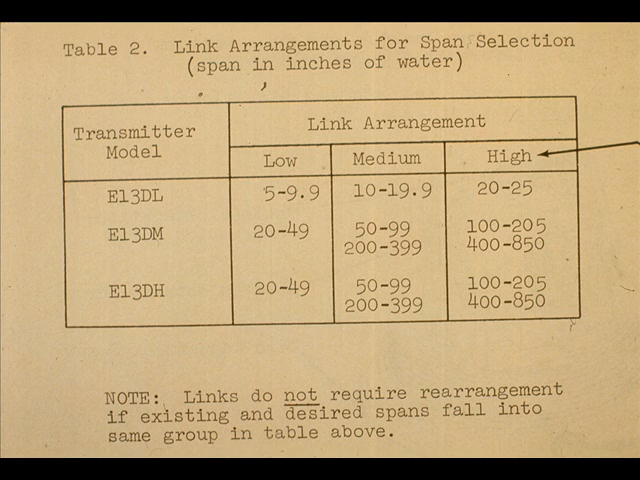 Table 2. Link Arrangements for Span Selection
(span in inches of water)
Transmitter Model
Link Arrangement
Low Medium High
E13DL 5-9.9 10-19.9 20-25
E13DM 20-49 50-99 100-205
200-399 400-850
E13DH 20-49 50-99 100-205
200-399 400-850
NOTE: Links do not require rearrangement
if existing and desired spans fall into
same group in table above.